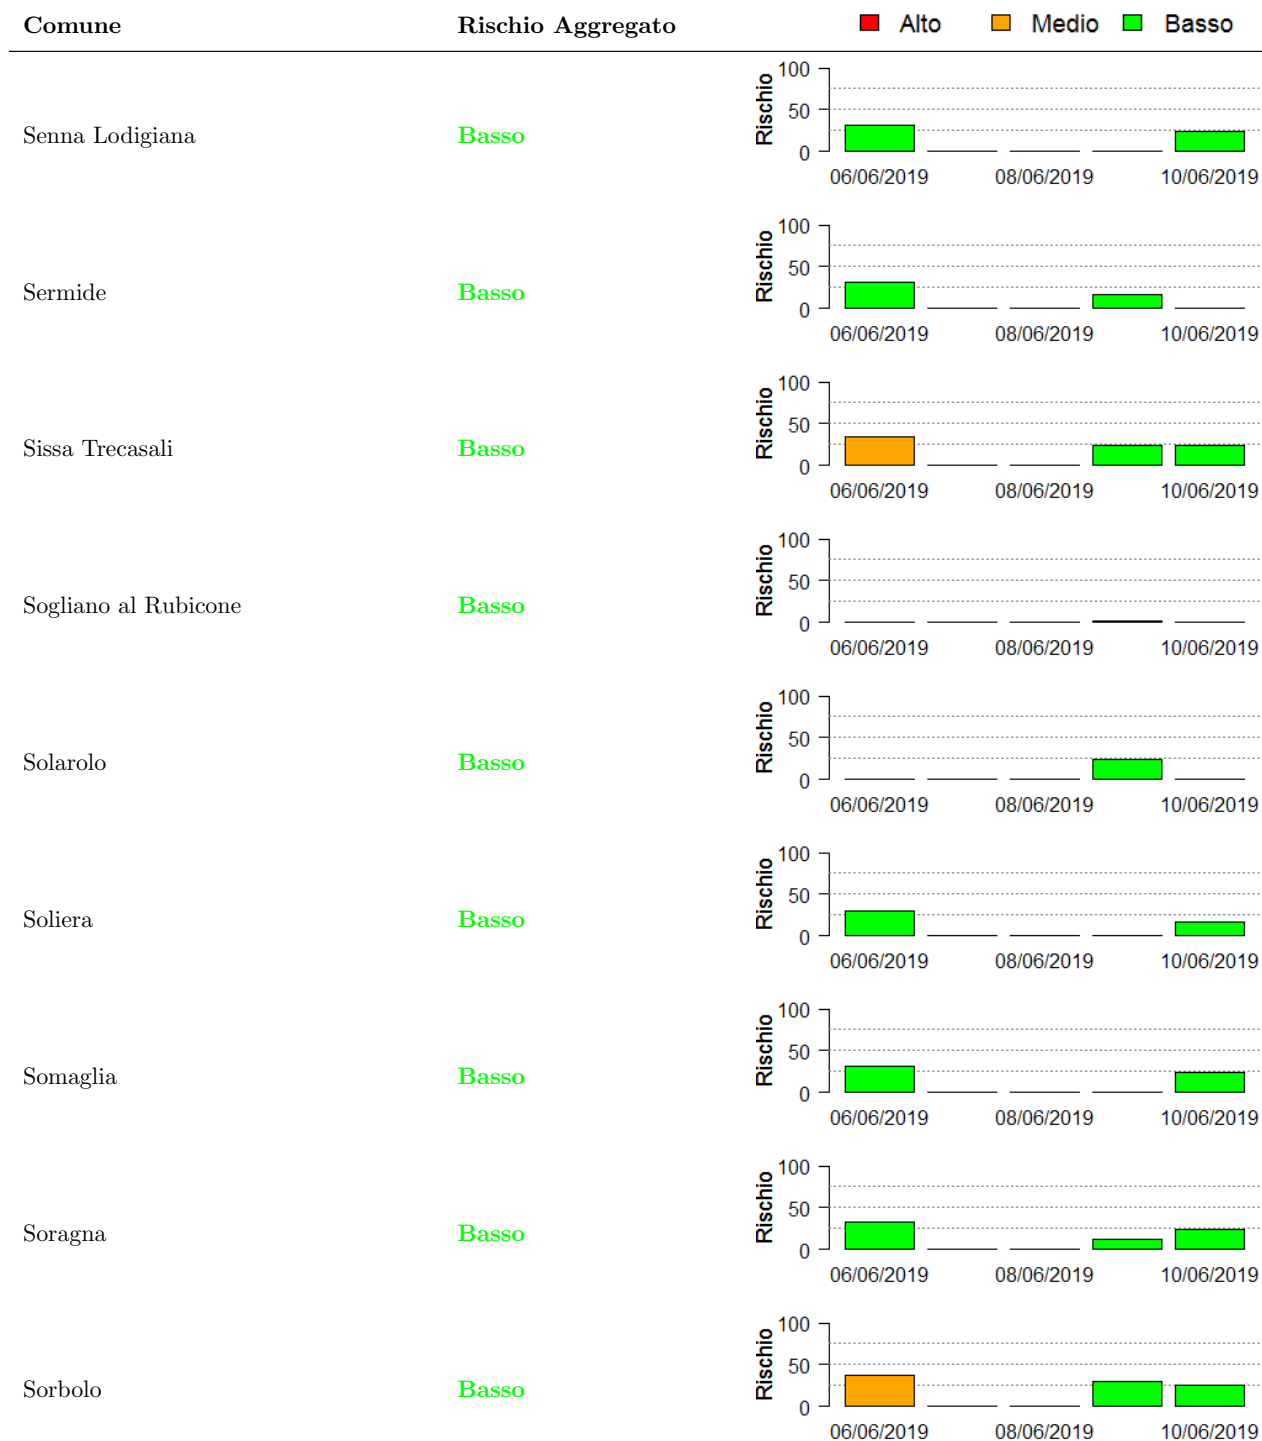 Comune Rischio Aggregato Alto Medio Basso
100
50
0
Rischio
Senna Lodigiana Basso
06/06/2019 08/06/2019 10/06/2019
100
50
0
Rischio
Sermide Basso
06/06/2019 08/06/2019 10/06/2019
100
50
0
Rischio
Sissa Trecasali Basso
06/06/2019 08/06/2019 10/06/2019
100
50
0
Rischio
Sogliano al Rubicone Basso
06/06/2019 08/06/2019 10/06/2019
100
50
0
Rischio
Solarolo Basso
06/06/2019 08/06/2019 10/06/2019
100
50
0
Rischio
Soliera Basso
06/06/2019 08/06/2019 10/06/2019
100
50
0
Rischio
Somaglia Basso
06/06/2019 08/06/2019 10/06/2019
100
50
0
Rischio
Soragna Basso
06/06/2019 08/06/2019 10/06/2019
100
50
0
Rischio
Sorbolo Basso
06/06/2019 08/06/2019 10/06/2019